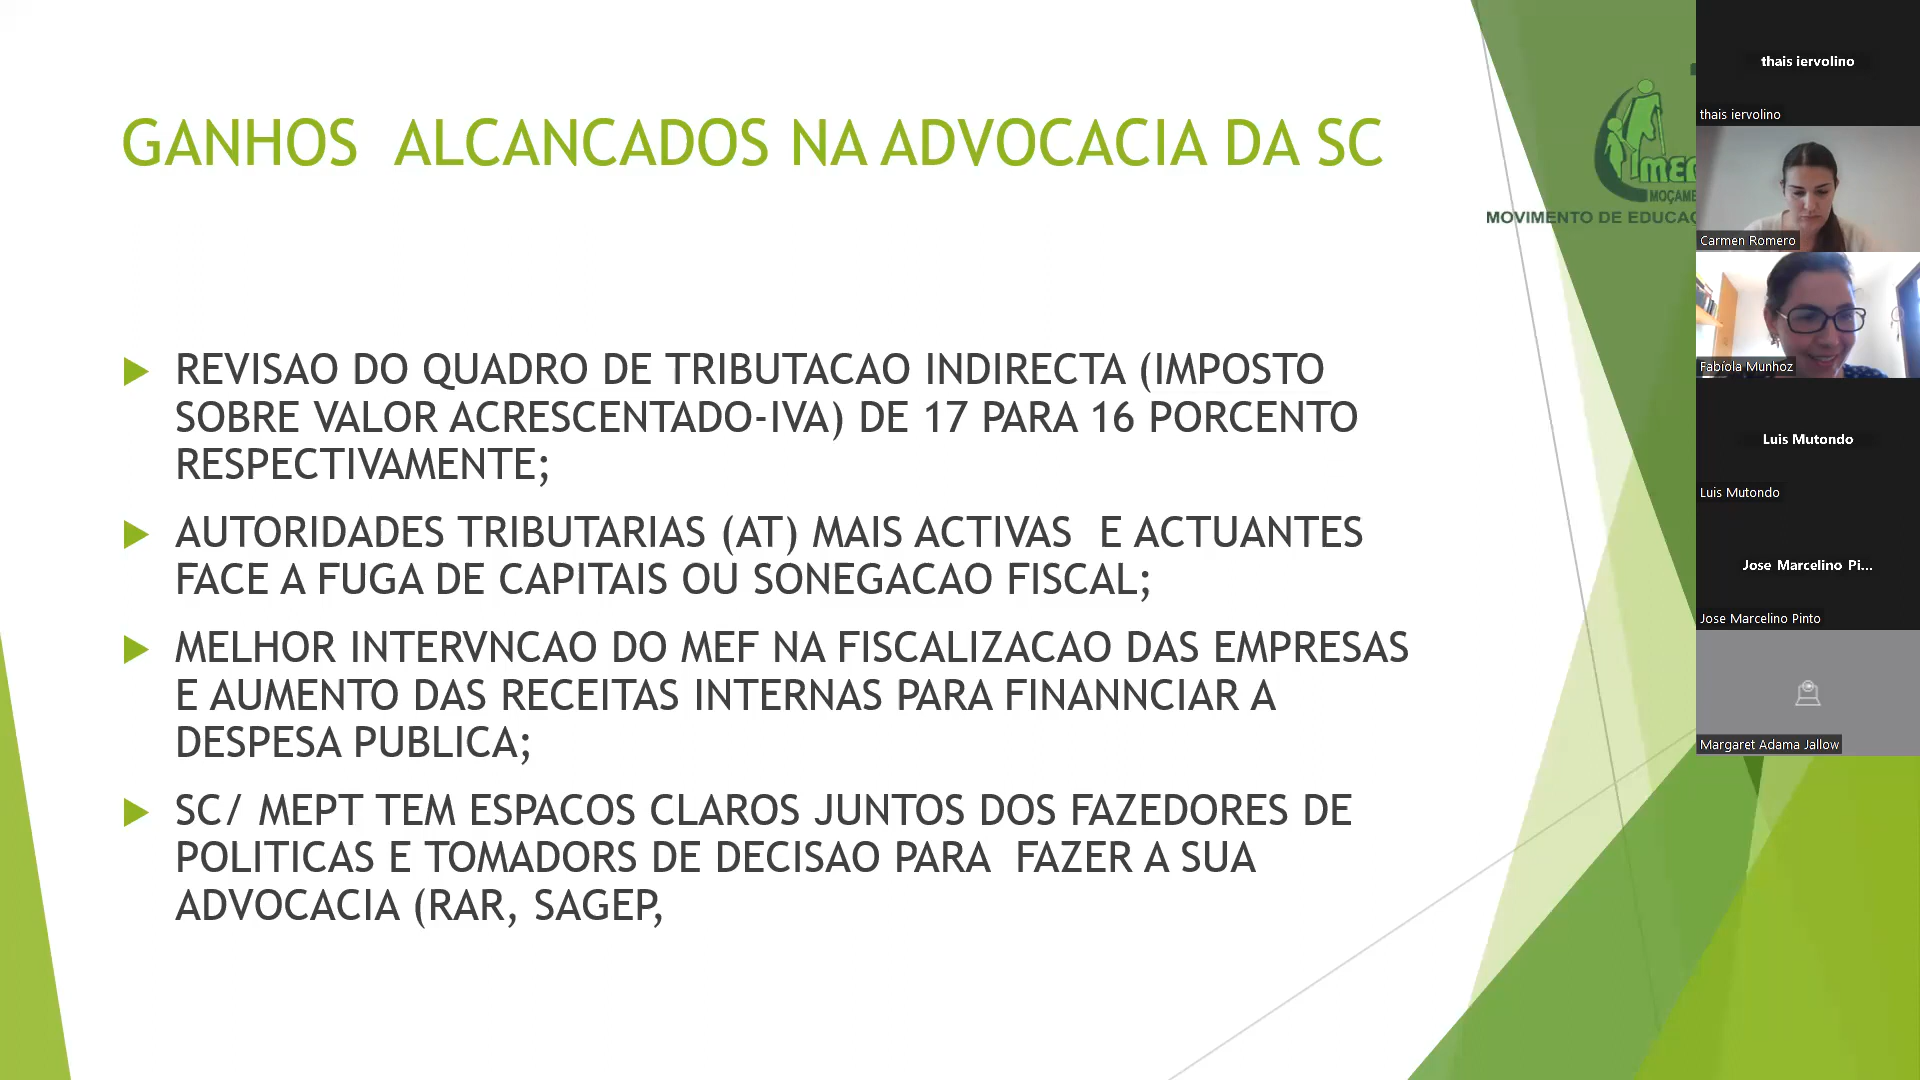 GANHOS ALCANCADOS NA ADVOCACIA DA SC
MOÇAM
MOVIMENTO DE EDUCAÇ
REVISAO DO QUADRO DE TRIBUTACAO INDIRECTA (IMPOSTO
SOBRE VALOR ACRESCENTADO-IVA) DE 17 PARA 16 PORCENTO
RESPECTIVAMENTE;
AUTORIDADES TRIBUTARIAS (AT) MAIS ACTIVAS E ACTUANTES
FACE A FUGA DE CAPITAIS OU SONEGACAO FISCAL;
MELHOR INTERVNCAO DO MEF NA FISCALIZACAO DAS EMPRESAS
E AUMENTO DAS RECEITAS INTERNAS PARA FINANNCIAR A
DESPESA PUBLICA;
SC/ MEPT TEM ESPACOS CLAROS JUNTOS DOS FAZEDORES DE
POLITICAS E TOMADORS DE DECISAO PARA FAZER A SUA
ADVOCACIA (RAR, SAGEP,
thais iervolino
thais iervolino
Carmen Romero
Fabíola Munhoz
Luis Mutondo
Luis Mutondo
Jose Marcelino Pi...
Jose Marcelino Pinto
Margaret Adama Jallow